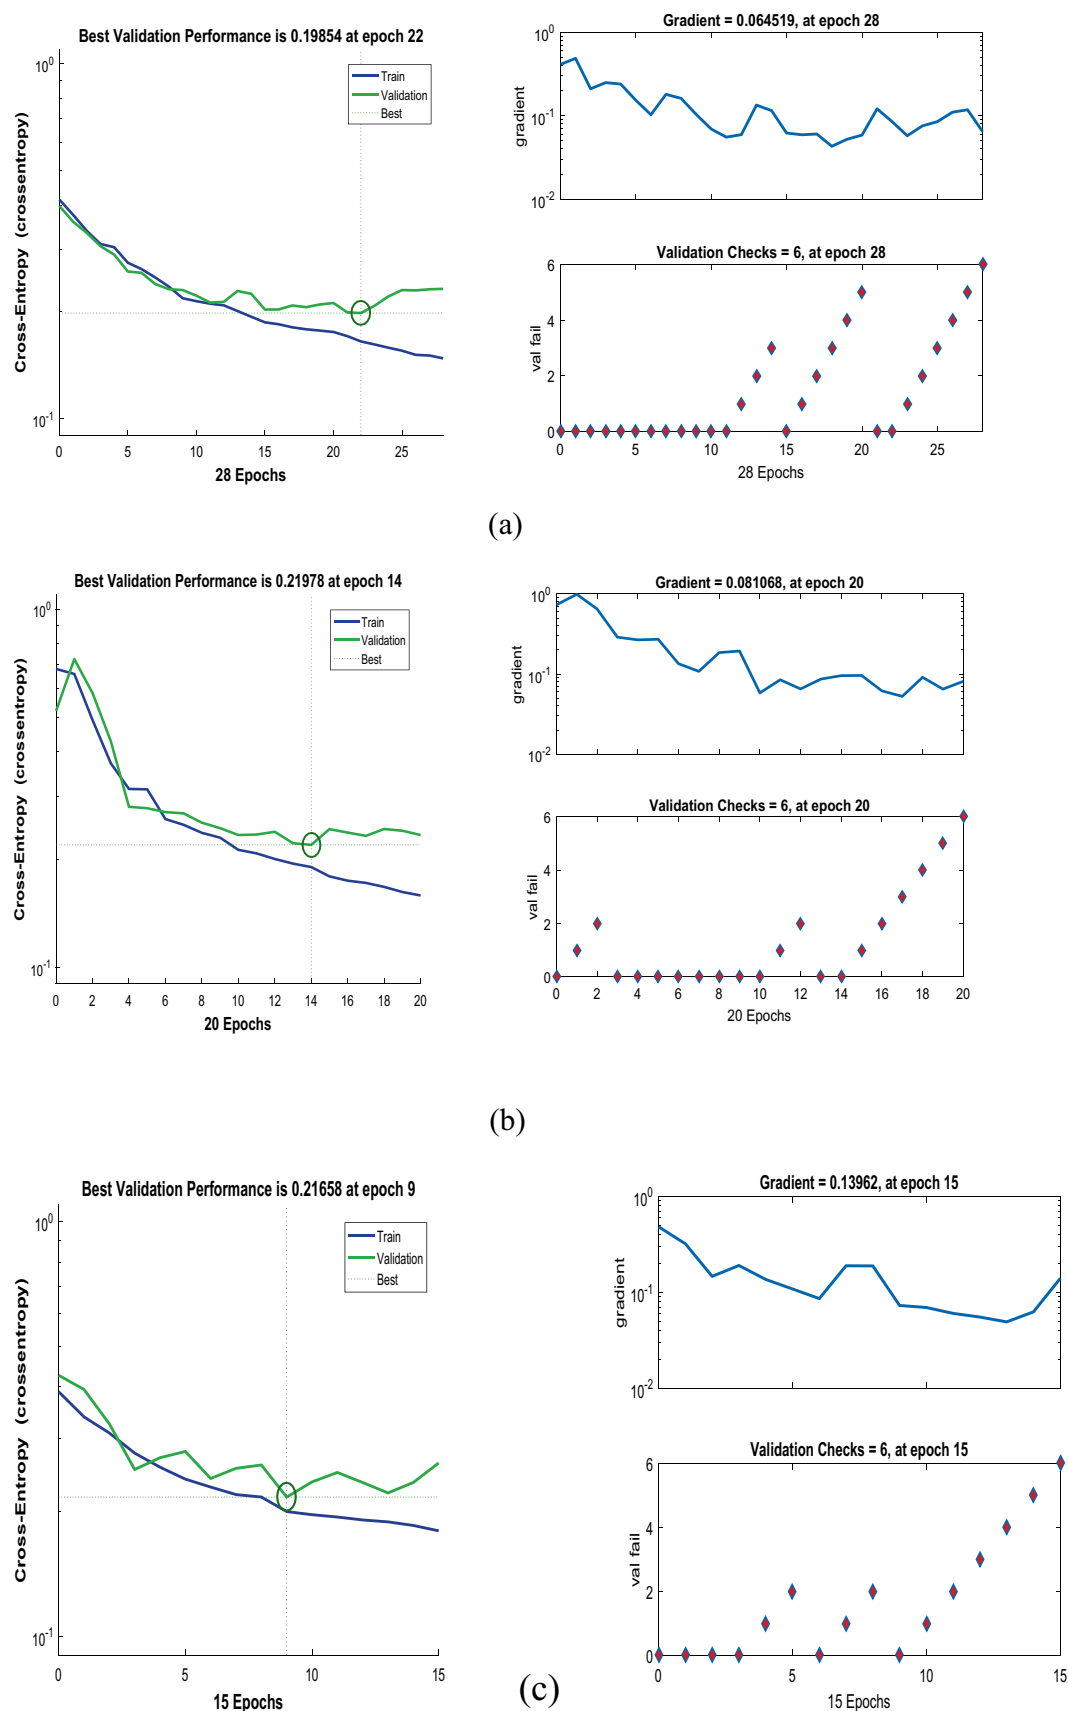 Best Validation Performance is 0.19854 at epoch 22
Cross-Entropy (crossentropy)
10^0
10^-1
Train
Validation
Best
0 5 10 15 20 25
28 Epochs
Gradient = 0.064519, at epoch 28
gradient
10^0
10^-1
10^-2
Validation Checks = 6, at epoch 28
val fail
6
4
2
0
0 5 10 15 20 25
28 Epochs
(a)
Best Validation Performance is 0.21978 at epoch 14
Cross-Entropy (crossentropy)
10^0
10^-1
Train
Validation
Best
0 2 4 6 8 10 12 14 16 18 20
20 Epochs
Gradient = 0.081068, at epoch 20
gradient
10^0
10^-1
10^-2
Validation Checks = 6, at epoch 20
val fail
6
4
2
0
0 2 4 6 8 10 12 14 16 18 20
20 Epochs
(b)
Best Validation Performance is 0.21658 at epoch 9
Cross-Entropy (crossentropy)
10^0
10^-1
Train
Validation
Best
0 5 10 15
15 Epochs
Gradient = 0.13962, at epoch 15
gradient
10^0
10^-1
10^-2
Validation Checks = 6, at epoch 15
val fail
6
4
2
0
0 5 10 15
15 Epochs
(c)